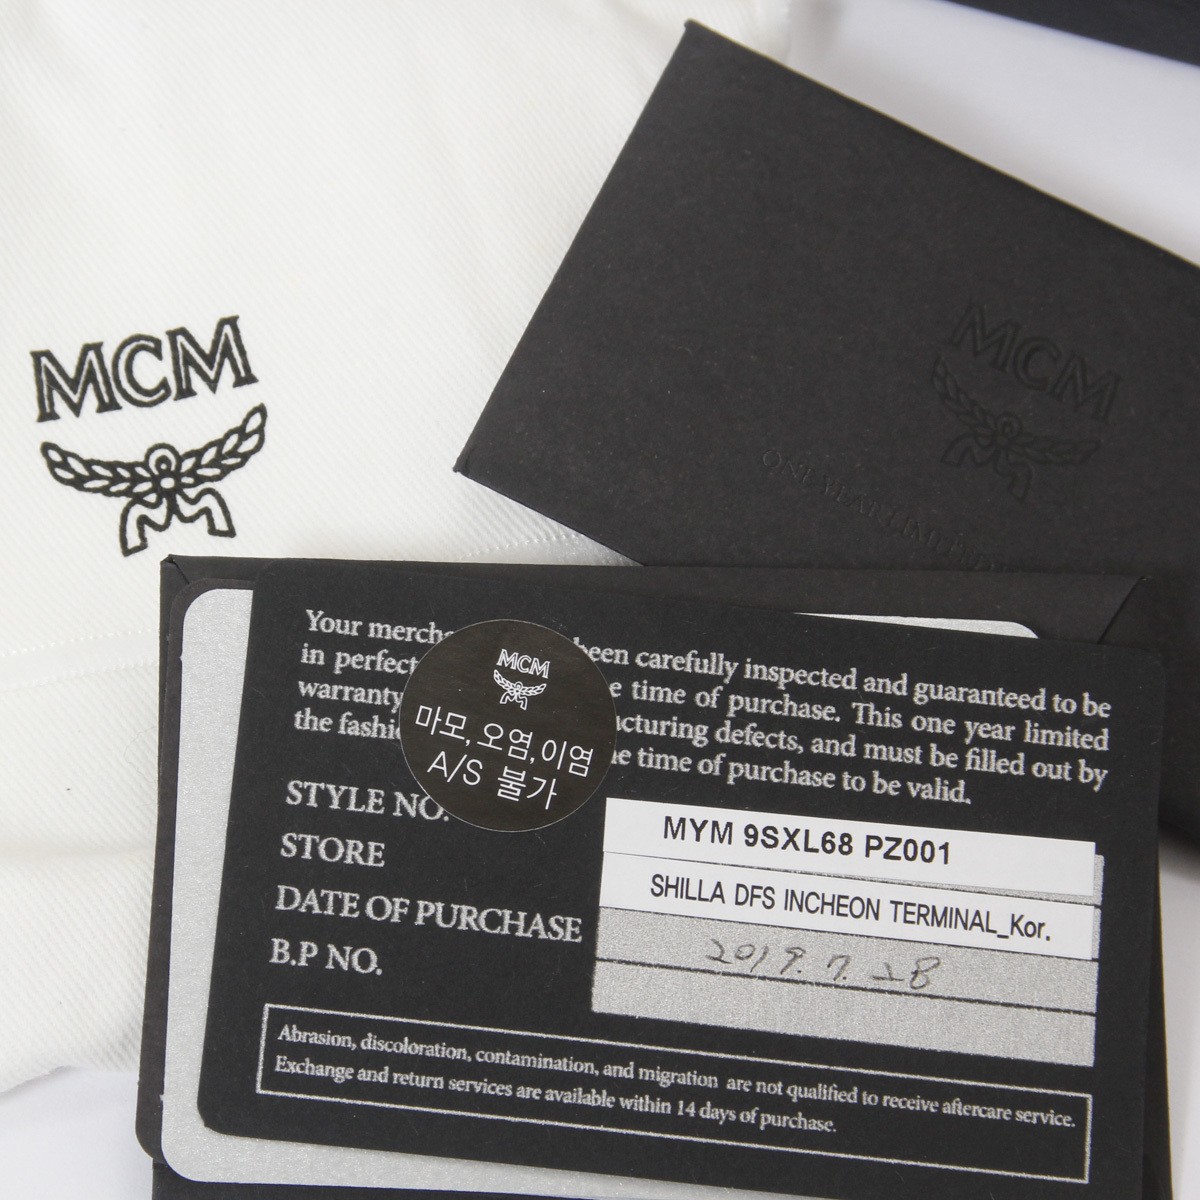 MCM
MCM
ONE YEAR LIMITED
Your been carefully inspected and guaranteed to be
in perfect time of purchase. This one year limited
warranty defects, and must be filled out by
the time of purchase to be valid.
MCM
마모, 오염, 이염
A/S 불가
STYLE NO. MYM 9SXL68 PZ001
STORE SHILLA DFS INCHEON TERMINAL_Kor.
DATE OF PURCHASE 2019. 7. 28
B.P NO.
Abrasion, discoloration, contamination, and migration are not qualified to receive aftercare service.
Exchange and return services are available within 14 days of purchase.